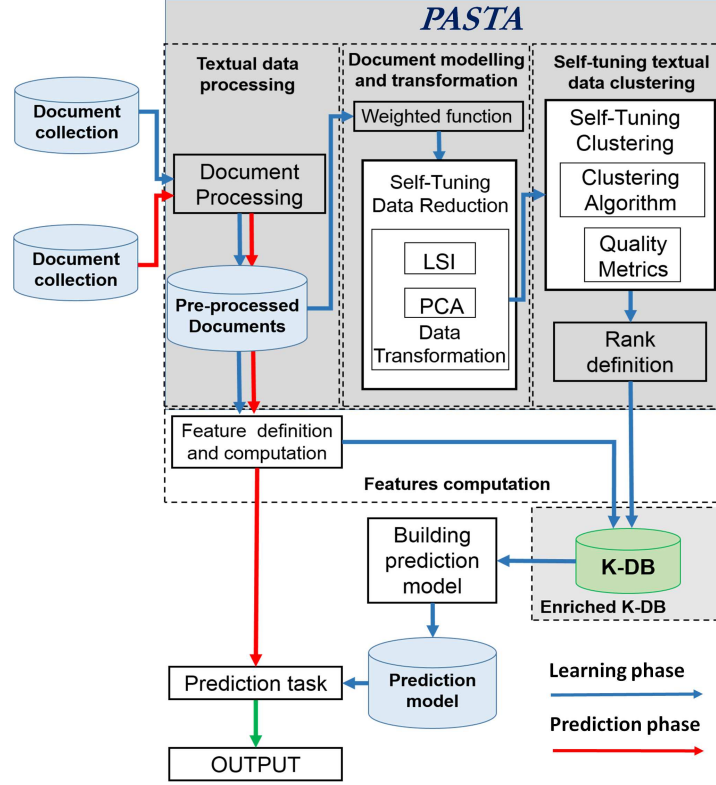 PASTA
Textual data
processing
Document modelling
and transformation
Self-tuning textual
data clustering
Document
collection
Document
collection
Document
Processing
Pre-processed
Documents
Weighted function
Self-Tuning
Data Reduction
LSI
PCA
Data
Transformation
Self-Tuning
Clustering
Clustering
Algorithm
Quality
Metrics
Rank
definition
Feature definition
and computation
Features computation
Building
prediction
model
K-DB
Enriched K-DB
Prediction task
Prediction
model
OUTPUT
Learning phase
Prediction phase